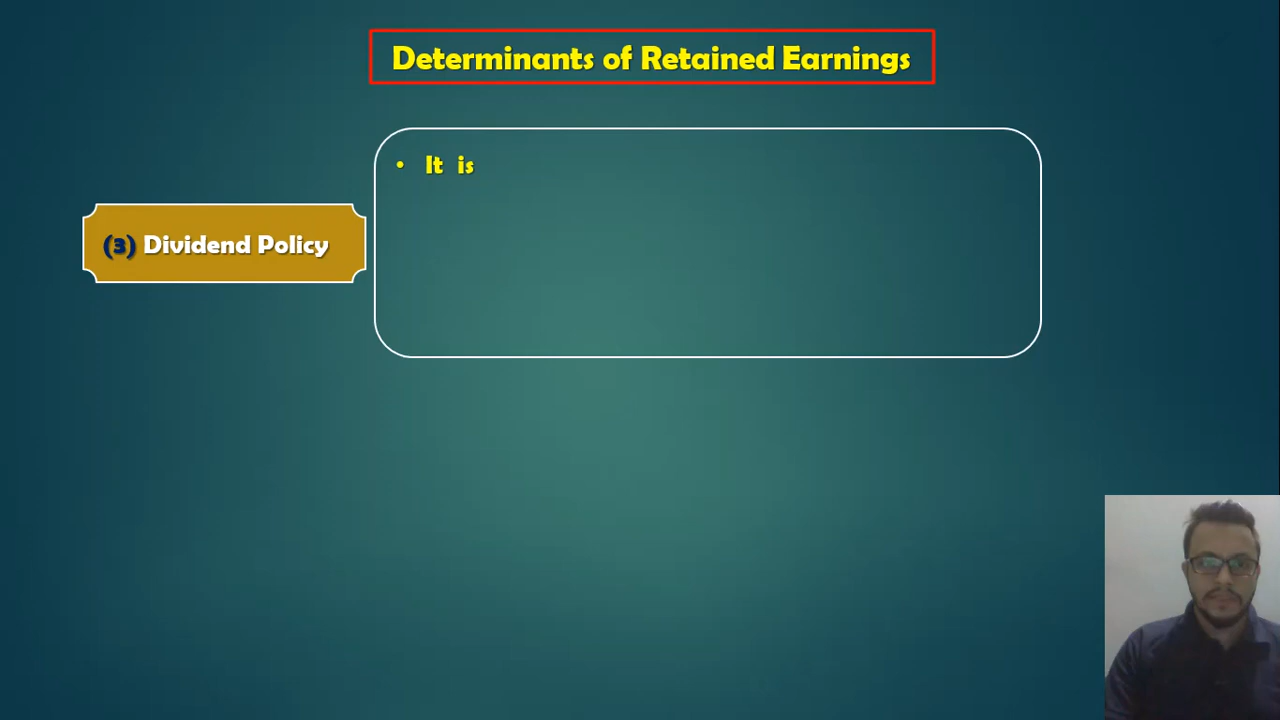 Determinants of Retained Earnings
• It is
(3) Dividend Policy